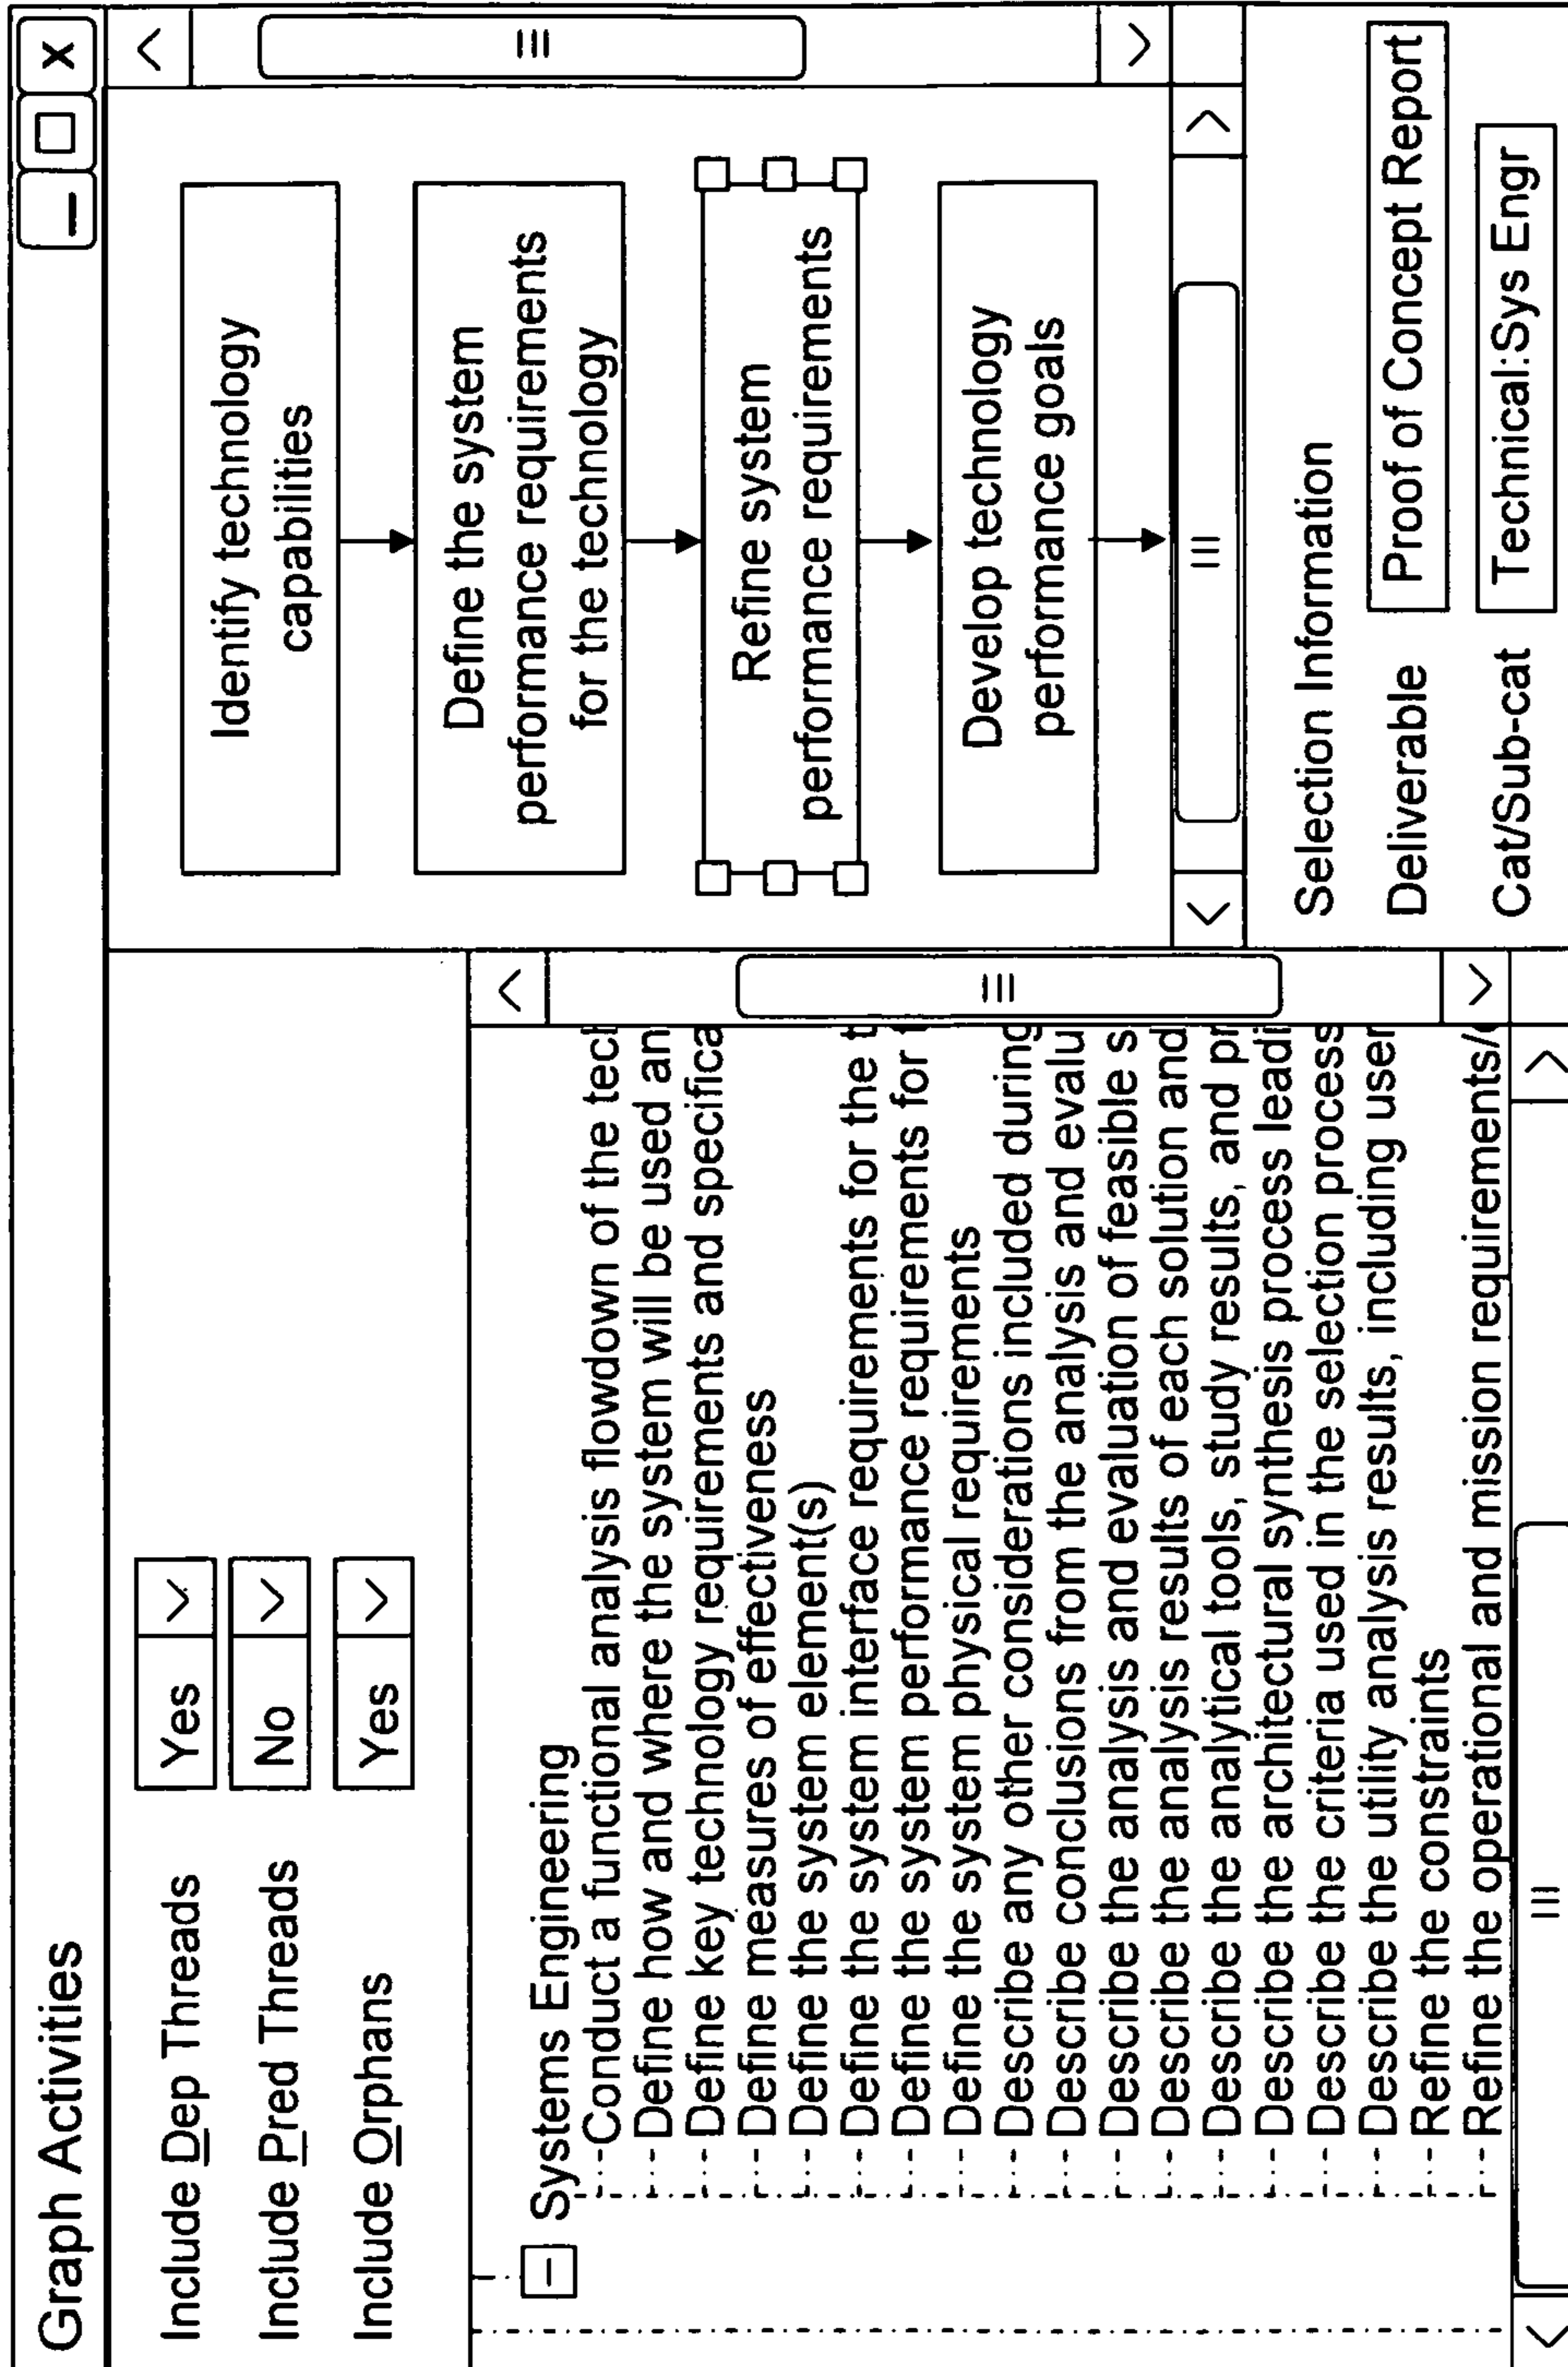 Graph Activities
Include Dep Threads Yes
Include Pred Threads No
Include Orphans Yes
Systems Engineering
Conduct a functional analysis flowdown of the tech
Define how and where the system will be used an
Define key technology requirements and specifica
Define measures of effectiveness
Define the system element(s)
Define the system interface requirements for the t
Define the system performance requirements for t
Define the system physical requirements
Describe any other considerations included during
Describe conclusions from the analysis and evalu
Describe the analysis and evaluation of feasible s
Describe the analysis results of each solution and
Describe the analytical tools, study results, and pr
Describe the architectural synthesis process leadi
Describe the criteria used in the selection process
Describe the utility analysis results, including user
Refine the constraints
Refine the operational and mission requirements/
Identify technology
capabilities
Define the system
performance requirements
for the technology
Refine system
performance requirements
Develop technology
performance goals
Selection Information
Deliverable Proof of Concept Report
Cat/Sub-cat Technical:Sys Engr